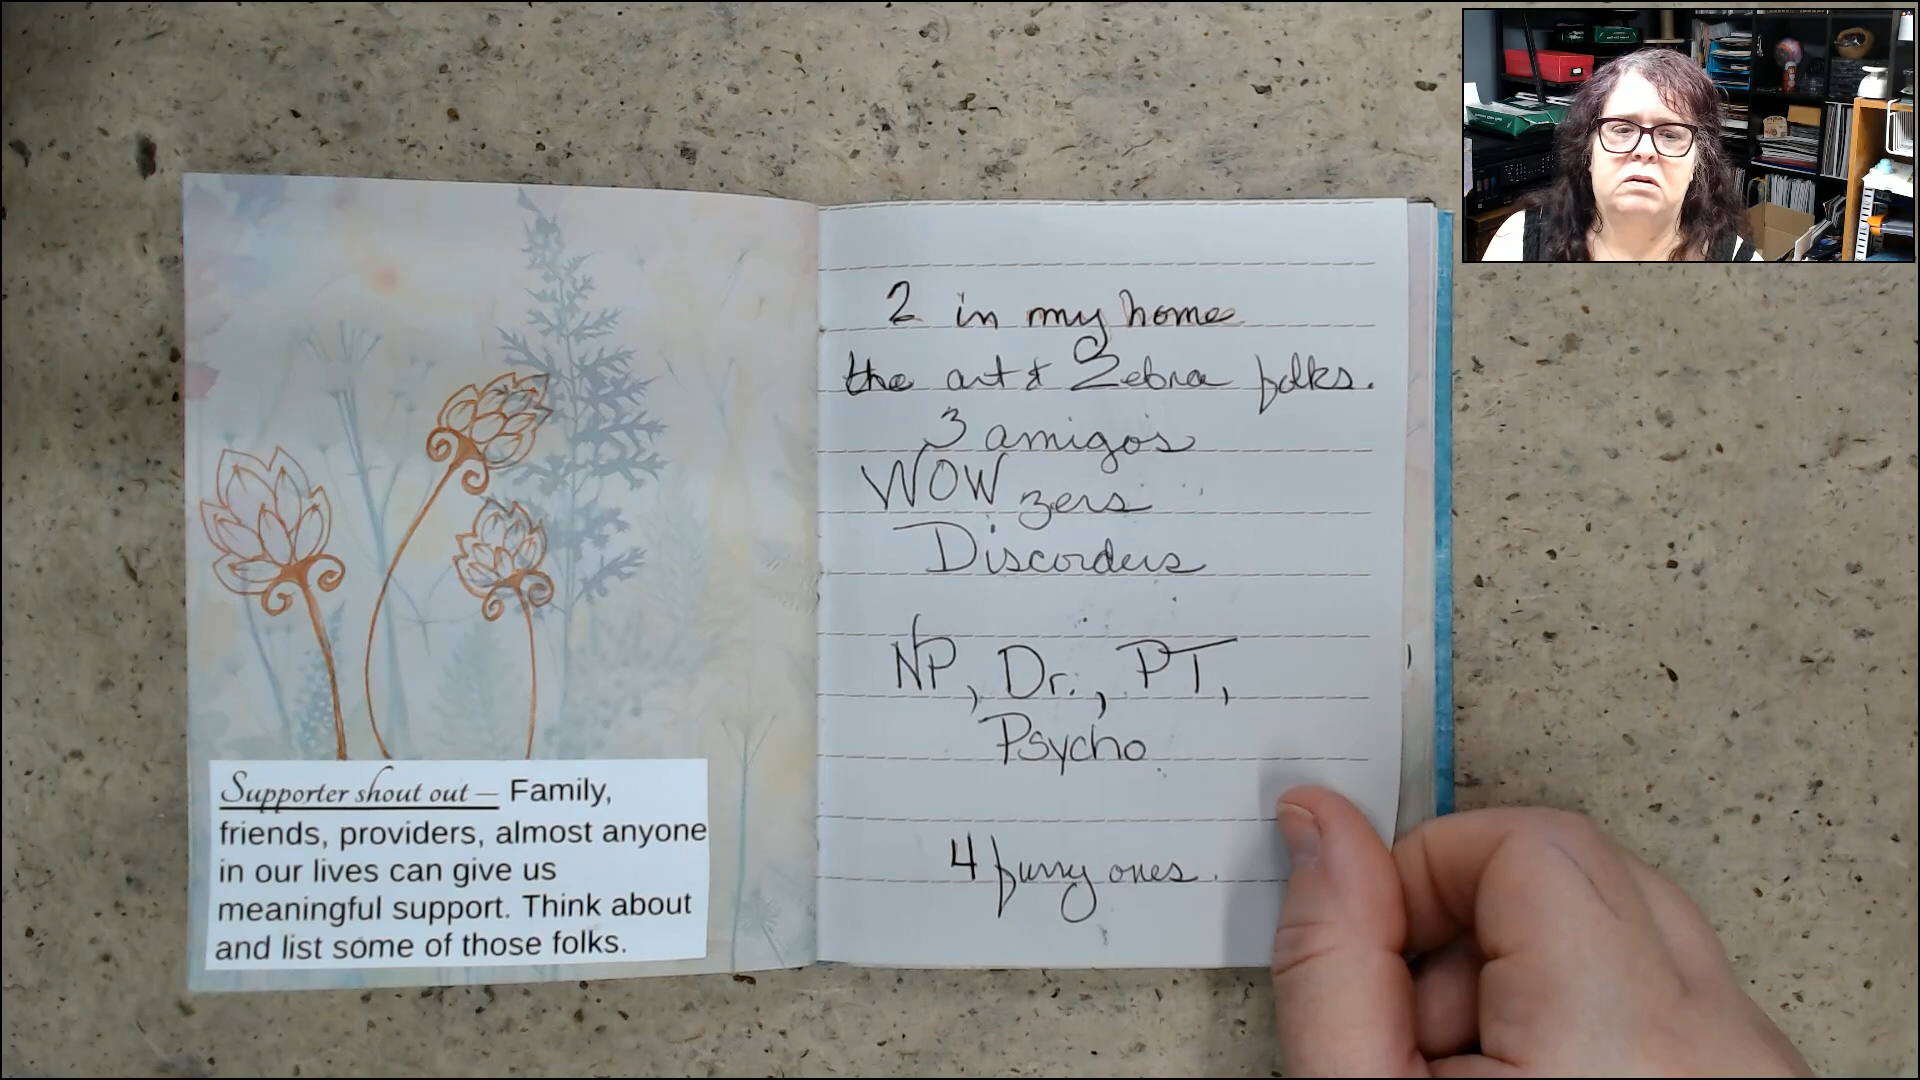 Supporter shout out — Family,
friends, providers, almost anyone
in our lives can give us
meaningful support. Think about
and list some of those folks.
2 in my home
the art & Zebra folks.
3 amigos
WOW zers
Discorders
NP, Dr., PT,
Psycho
4 furry ones.